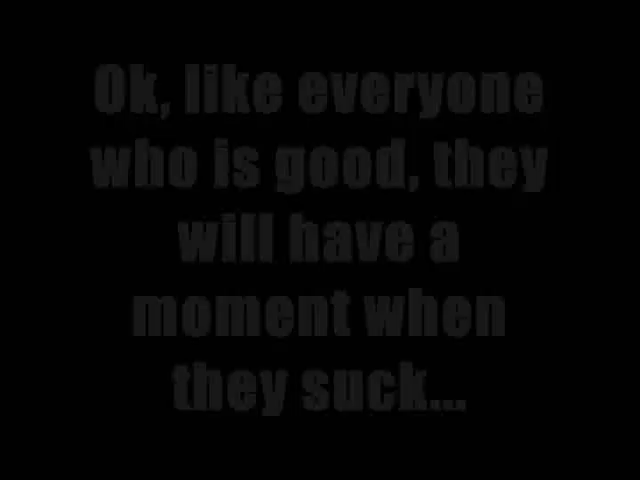 Ok, like everyone
who is good, they
will have a
moment when
they suck...